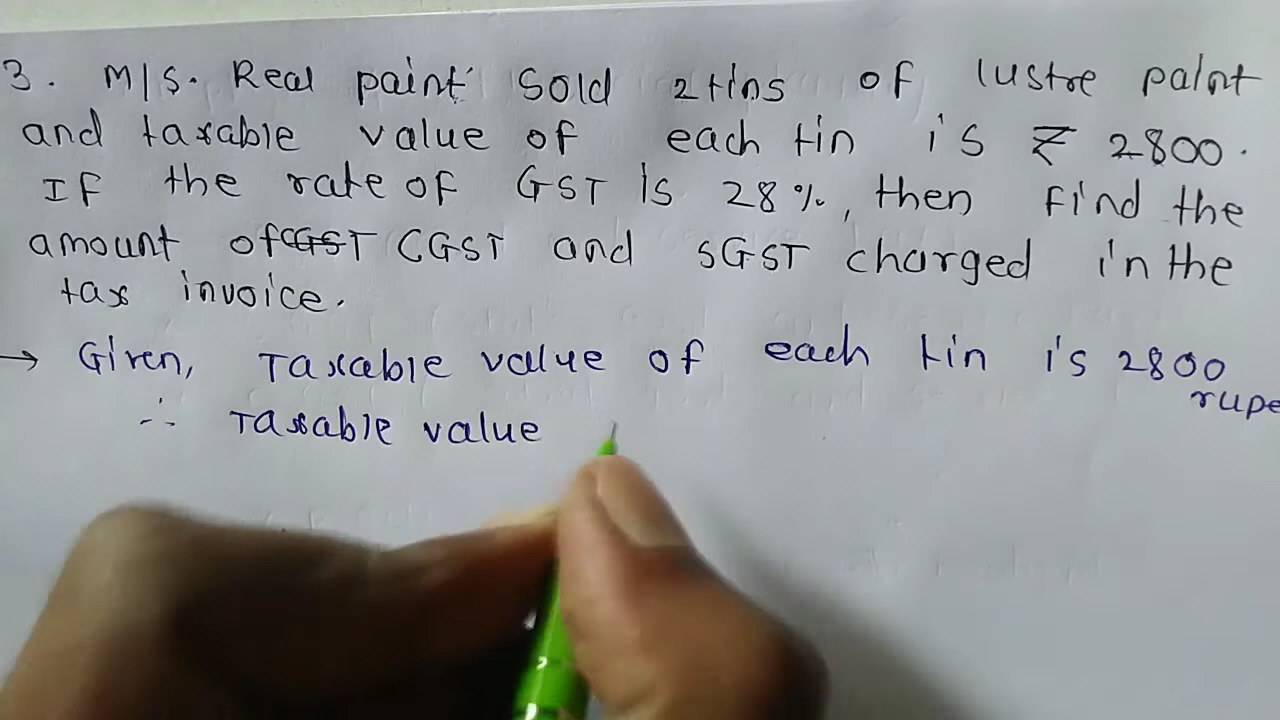 3. M/S. Real paint sold 2 tins of lustre paint
and taxable value of each tin is ₹ 2800.
If the rate of GST is 28%, then find the
amount of CGST CGST and SGST charged in the
tax invoice.
→ Given, Taxable value of each tin is 2800
rupe
∴ Taxable value